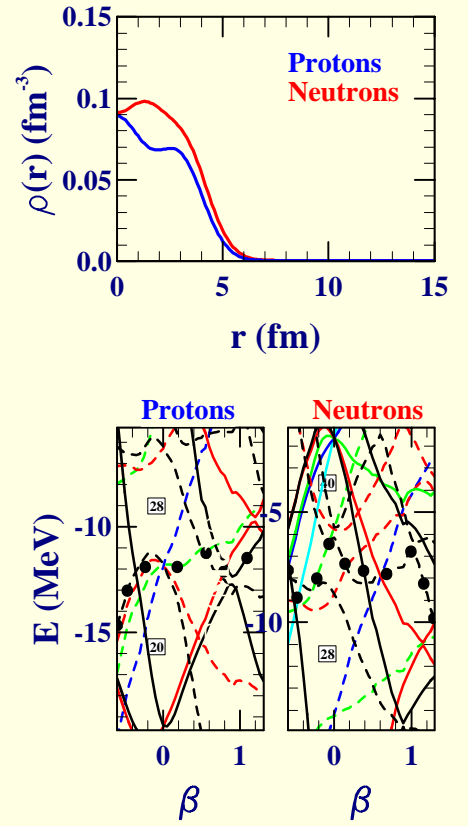 0.15
Protons
Neutrons
0.1
0.05
0.0
ρ(r) (fm⁻³)
0 5 10 15
r (fm)
Protons Neutrons
28
-10
-15
20
E (MeV)
40
-5
-10
28
0 1
0 1
β β